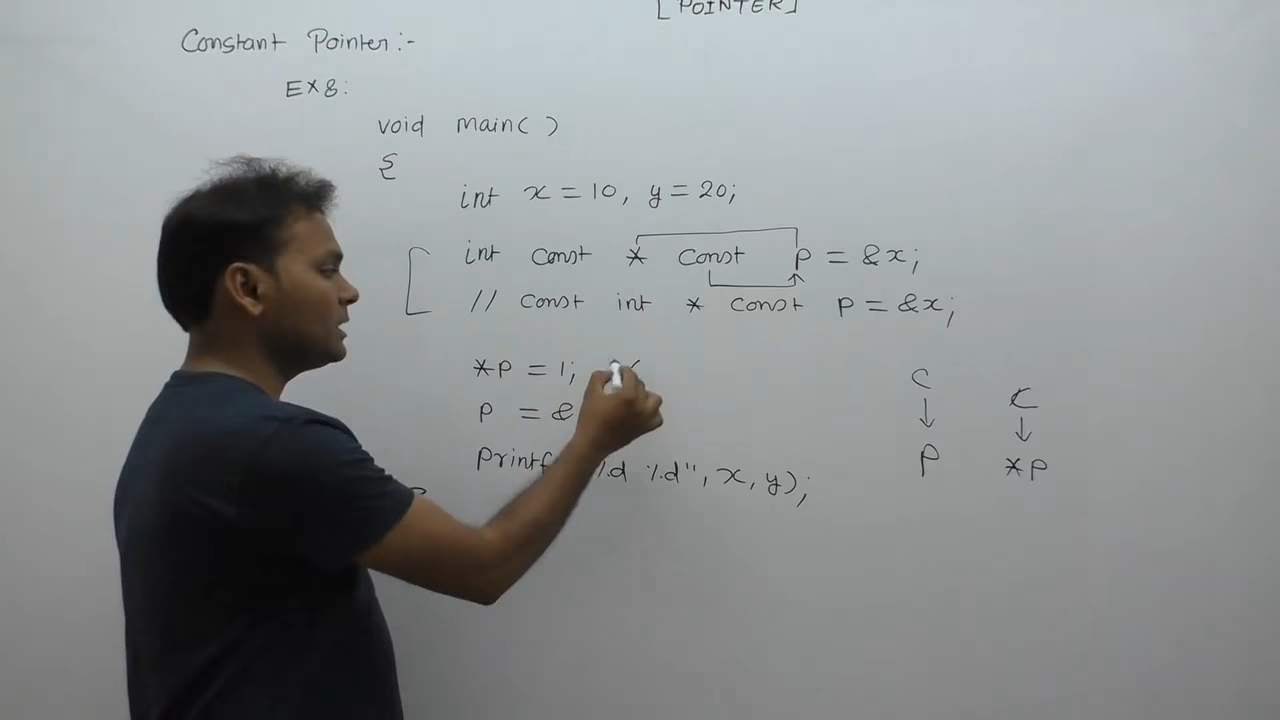 [POINTER]
Constant Pointer:-
EX8:
void main( )
{
int x = 10, y = 20;
int const * const p = &x;
// const int * const p = &x;
*p = 1;
p = &
printf %d %d", x, y);
C C
↓ ↓
P *P